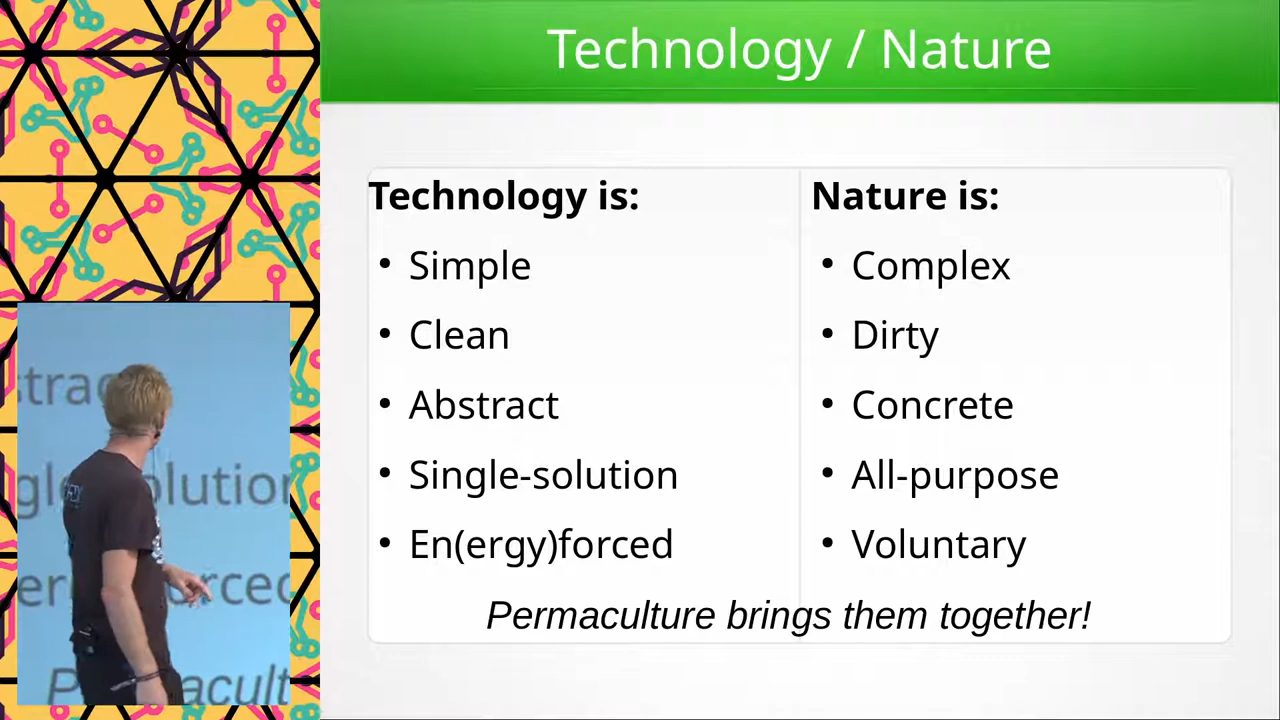 Technology / Nature
Technology is:
• Simple
• Clean
• Abstract
• Single-solution
• En(ergy)forced
Nature is:
• Complex
• Dirty
• Concrete
• All-purpose
• Voluntary
Permaculture brings them together!